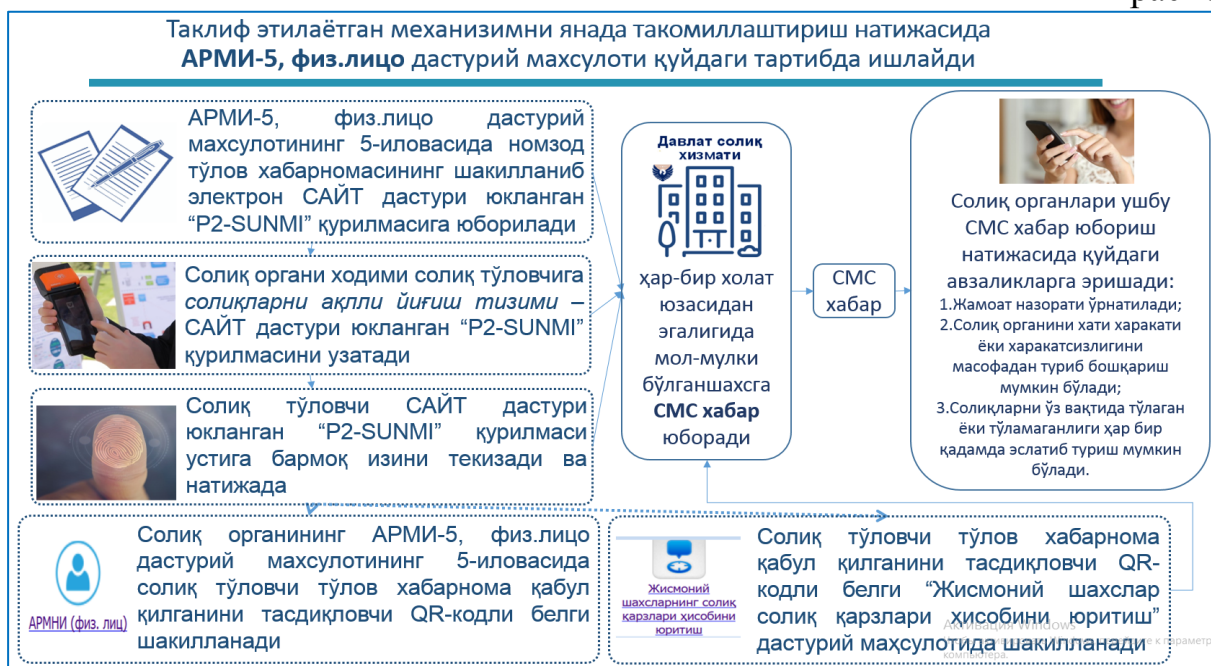 Таклиф этилаётган механизимни янада такомиллаштириш натижасида
АРМИ-5, физ.лицо дастурий махсулоти қуйдаги тартибда ишлайди
АРМИ-5, физ.лицо дастурий
махсулотининг 5-иловасида номзод
тўлов хабарномасининг шакилланиб
электрон САЙТ дастури юкланган
“P2-SUNMI” қурилмасига юборилади
Солиқ органи ходими солиқ тўловчига
солиқларни ақлли йиғиш тизими –
САЙТ дастури юкланган “P2-SUNMI”
қурилмасини узатади
Солиқ тўловчи САЙТ дастури
юкланган “P2-SUNMI” қурилмаси
устига бармоқ изини текизади ва
натижада
Давлат солиқ
хизмати
ҳар-бир холат
юзасидан
эгалигида
мол-мулки
бўлганшахсга
СМС хабар
юборади
СМС
хабар
Солиқ органлари ушбу
СМС хабар юбориш
натижасида қуйдаги
авзаликларга эришади:
1.Жамоат назорати ўрнатилади;
2.Солиқ органини хати харакати
ёки харакатсизлигини
масофадан туриб бошқариш
мумкин бўлади;
3.Солиқларни ўз вақтида тўлаган
ёки тўламаганлиги ҳар бир
қадамда эслатиб туриш мумкин
бўлади.
АРМНИ (физ. лиц)
Солиқ органининг АРМИ-5, физ.лицо
дастурий махсулотининг 5-иловасида
солиқ тўловчи тўлов хабарнома қабул
қилганини тасдиқловчи QR-кодли белги
шакилланади
Жисмоний
шахсларнинг солиқ
қарзлари ҳисобини
юритиш
Солиқ тўловчи тўлов хабарнома
қабул қилганини тасдиқловчи QR-
кодли белги “Жисмоний шахслар
солиқ қарзлари ҳисобини юритиш”
дастурий маҳсулотида шакилланади
Активация Windows
к параметр
компьютера.